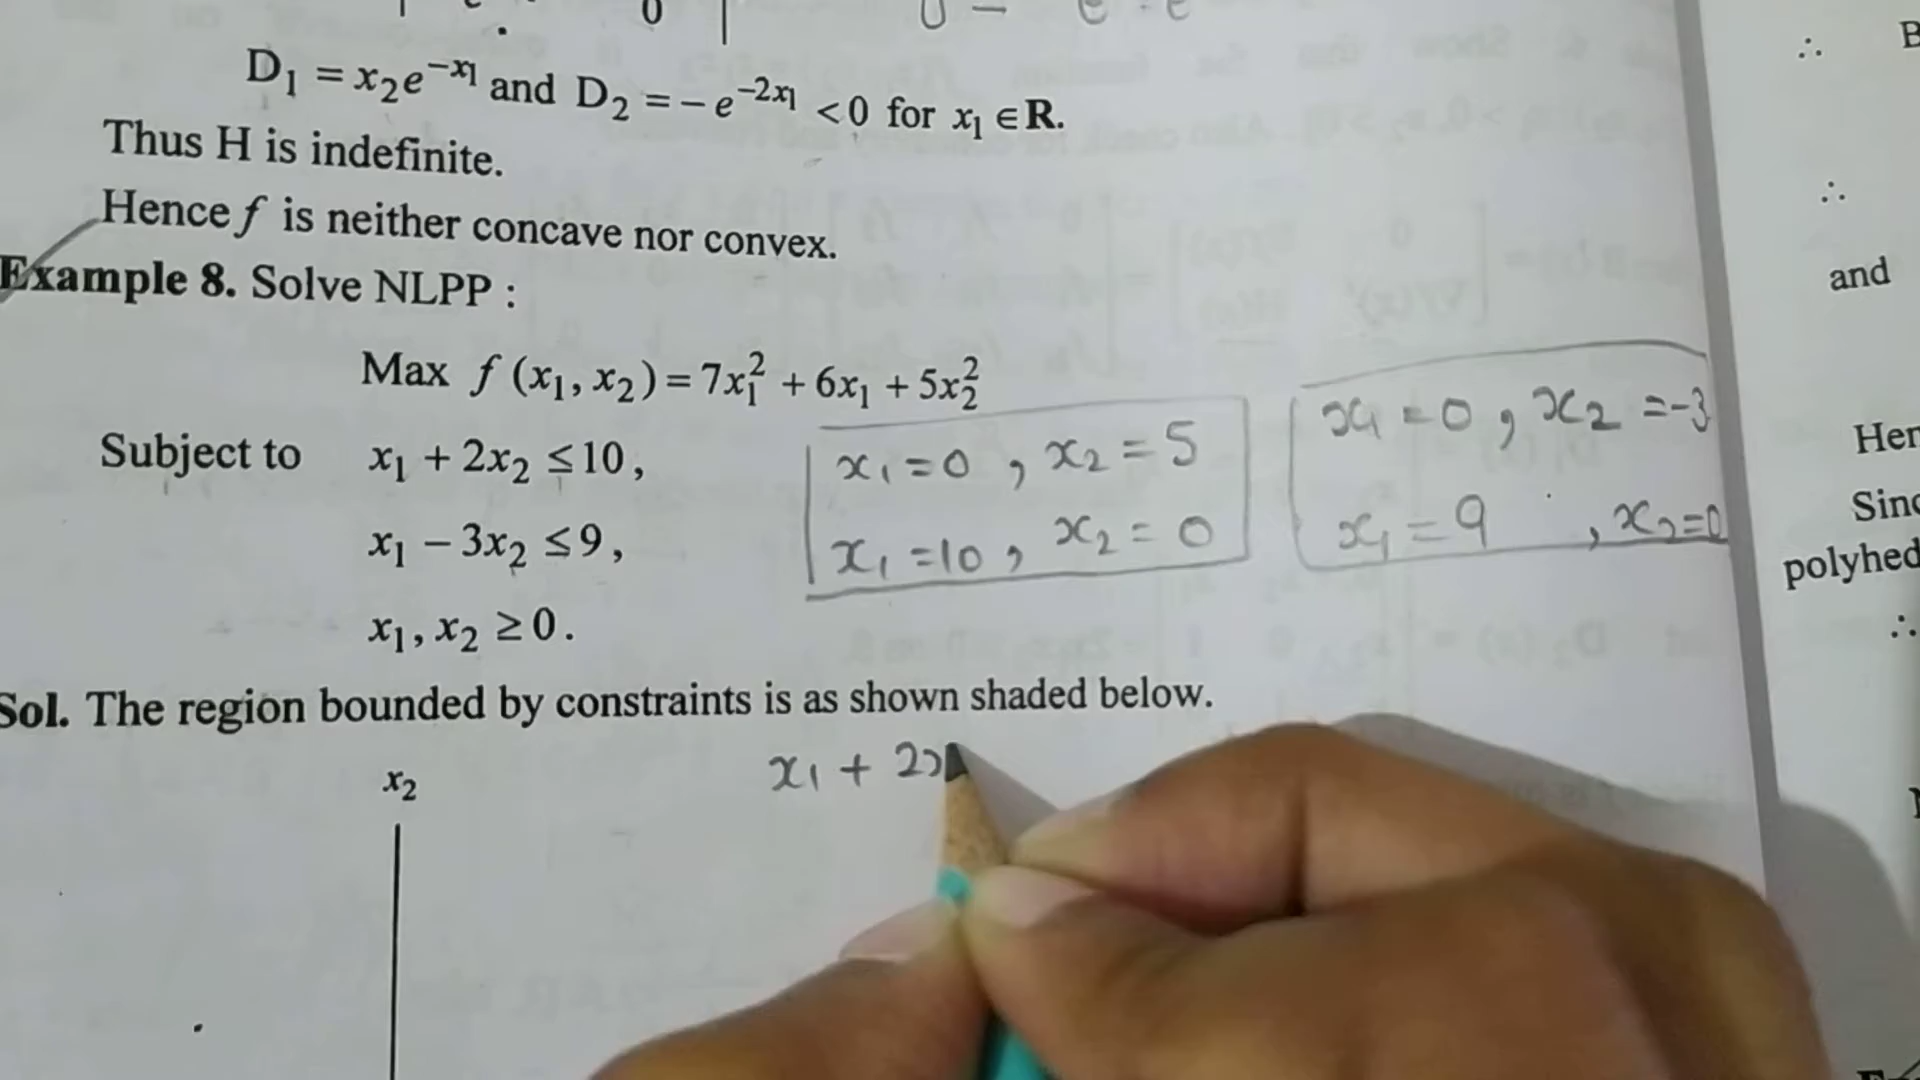 D₁ = x₂e^{-x₁} and D₂ = - e^{-2x₁} < 0 for x₁ ∈ R.
Thus H is indefinite.
Hence f is neither concave nor convex.
Example 8. Solve NLPP :
Max f (x₁, x₂) = 7x₁² + 6x₁ + 5x₂²
Subject to x₁ + 2x₂ ≤ 10,
x₁ - 3x₂ ≤ 9,
x₁, x₂ ≥ 0.
x₁ = 0 , x₂ = 5
x₁ = 10 , x₂ = 0
x₁ = 0 , x₂ = -3
x₁ = 9 , x₂ = 0
Sol. The region bounded by constraints is as shown shaded below.
x₁ + 2
x₂
∴
∴
and
∴